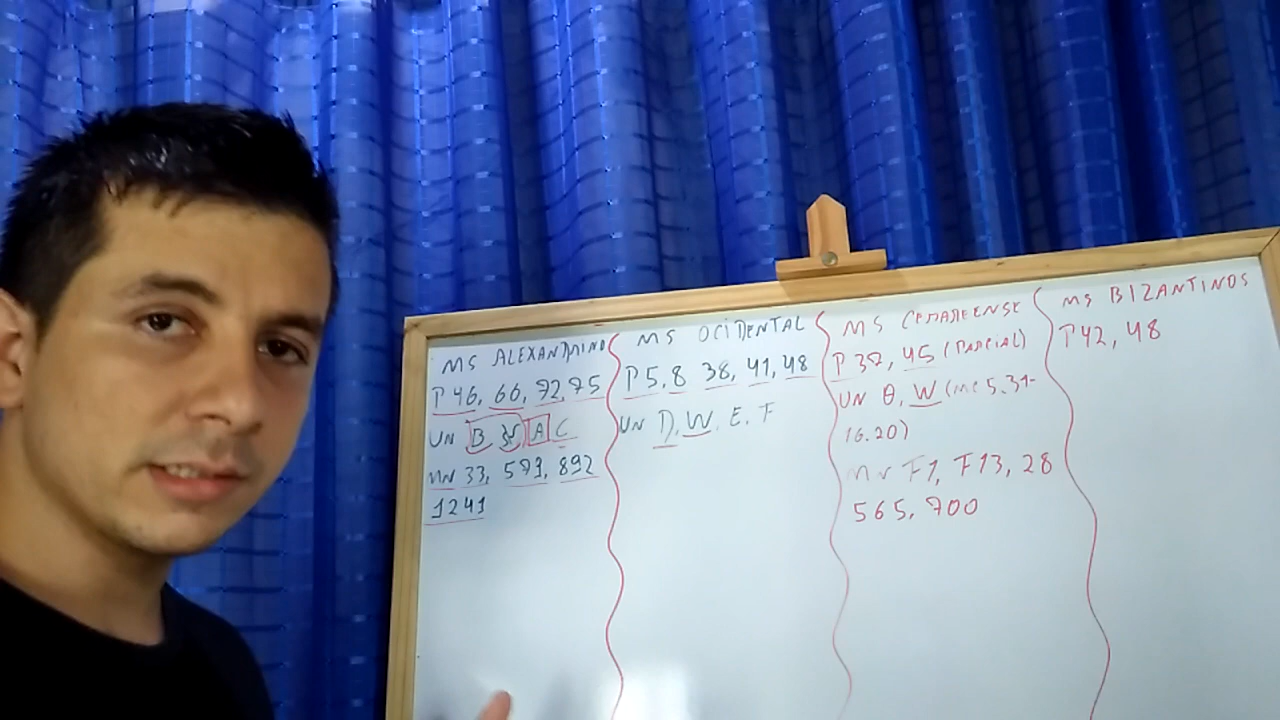 MS ALEXANDRINO
P 46, 66, 72, 75
UN B א A C
MN 33, 579, 892
1241
MS OCIDENTAL
P 5, 8 38, 41, 48
UN D, W, E, F
MS CESAREENSE
P 37, 45 (PARCIAL)
UN Θ, W (MC 5.31-
16.20)
MN F1, F13, 28
565, 700
MS BIZANTINOS
P 42, 48